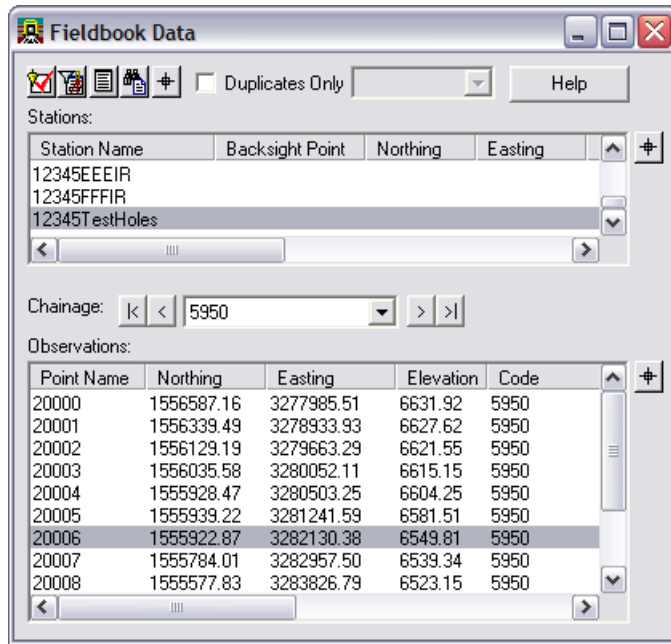 Fieldbook Data
Duplicates Only Help
Stations:
Station Name Backsight Point Northing Easting
12345EEEIR
12345FFFIR
12345TestHoles
Chainage: |< < 5950 > >|
Observations:
Point Name Northing Easting Elevation Code
20000 1556587.16 3277985.51 6631.92 5950
20001 1556339.49 3278933.93 6627.62 5950
20002 1556129.19 3279663.29 6621.55 5950
20003 1556035.58 3280052.11 6615.15 5950
20004 1555928.47 3280503.25 6604.25 5950
20005 1555939.22 3281241.59 6581.51 5950
20006 1555922.87 3282130.38 6549.81 5950
20007 1555784.01 3282957.50 6539.34 5950
20008 1555577.83 3283826.79 6523.15 5950